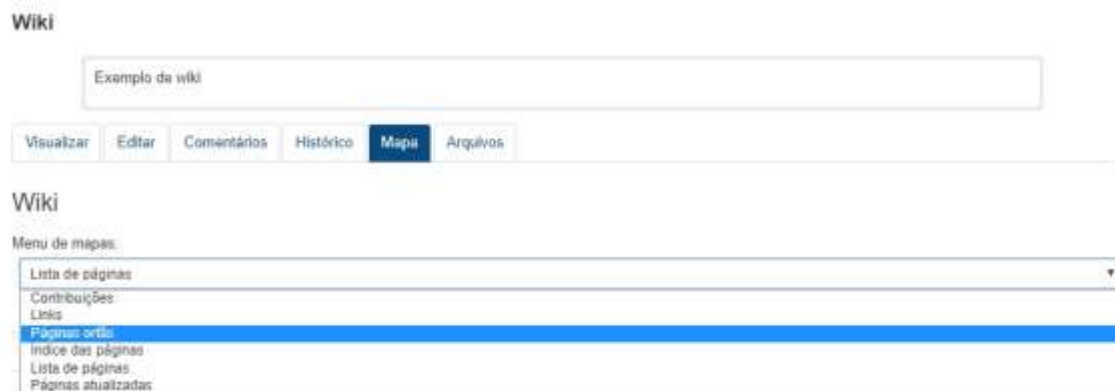 Wiki
Exemplo de wiki
Visualizar Editar Comentários Histórico Mapa Arquivos
Wiki
Menu de mapas:
Lista de páginas
Contribuições
Links
Páginas orfãs
Índice das páginas
Lista de páginas
Páginas atualizadas